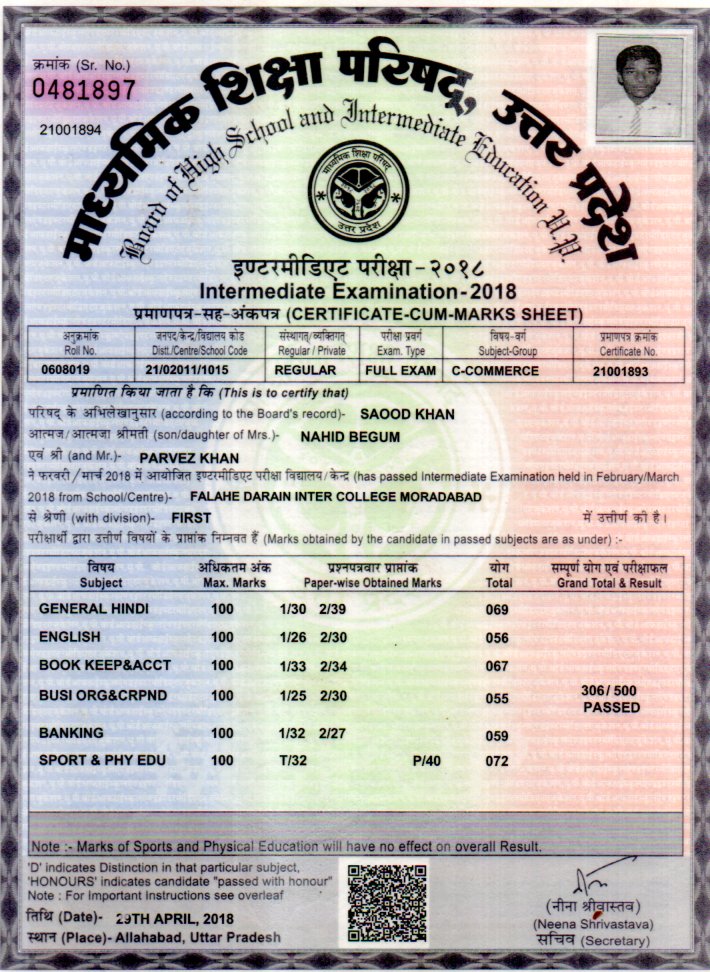 क्रमांक (Sr. No.)
0481897
21001894
माध्यमिक शिक्षा परिषद्, उत्तर प्रदेश
Board of High School and Intermediate Education U.P.
माध्यमिक शिक्षा परिषद
उत्तर प्रदेश
इण्टरमीडिएट परीक्षा - २०१८
Intermediate Examination - 2018
प्रमाणपत्र-सह-अंकपत्र (CERTIFICATE-CUM-MARKS SHEET)
अनुक्रमांक जनपद/केन्द्र/विद्यालय कोड संस्थागत/व्यक्तिगत परीक्षा प्रवर्ग विषय-वर्ग प्रमाणपत्र क्रमांक
Roll No. Distt./Centre/School Code Regular / Private Exam. Type Subject-Group Certificate No.
0608019 21/02011/1015 REGULAR FULL EXAM C-COMMERCE 21001893
प्रमाणित किया जाता है कि (This is to certify that)
परिषद् के अभिलेखानुसार (according to the Board's record)- SAOOD KHAN
आत्मज/आत्मजा श्रीमती (son/daughter of Mrs.)- NAHID BEGUM
एवं श्री (and Mr.)- PARVEZ KHAN
ने फरवरी/मार्च 2018 में आयोजित इण्टरमीडिएट परीक्षा विद्यालय/केन्द्र (has passed Intermediate Examination held in February/March
2018 from School/Centre)- FALAHE DARAIN INTER COLLEGE MORADABAD
से श्रेणी (with division)- FIRST में उत्तीर्ण की है।
परीक्षार्थी द्वारा उत्तीर्ण विषयों के प्राप्तांक निम्नवत हैं (Marks obtained by the candidate in passed subjects are as under) :-
विषय अधिकतम अंक प्रश्नपत्रवार प्राप्तांक योग सम्पूर्ण योग एवं परीक्षाफल
Subject Max. Marks Paper-wise Obtained Marks Total Grand Total & Result
GENERAL HINDI 100 1/30 2/39 069
ENGLISH 100 1/26 2/30 056
BOOK KEEP&ACCT 100 1/33 2/34 067
BUSI ORG&CRPND 100 1/25 2/30 055 306/ 500
PASSED
BANKING 100 1/32 2/27 059
SPORT & PHY EDU 100 T/32 P/40 072
Note :- Marks of Sports and Physical Education will have no effect on overall Result.
'D' indicates Distinction in that particular subject,
'HONOURS' indicates candidate "passed with honour"
Note : For Important Instructions see overleaf
तिथि (Date)- 29TH APRIL, 2018
स्थान (Place)- Allahabad, Uttar Pradesh
(नीना श्रीवास्तव)
(Neena Shrivastava)
सचिव (Secretary)